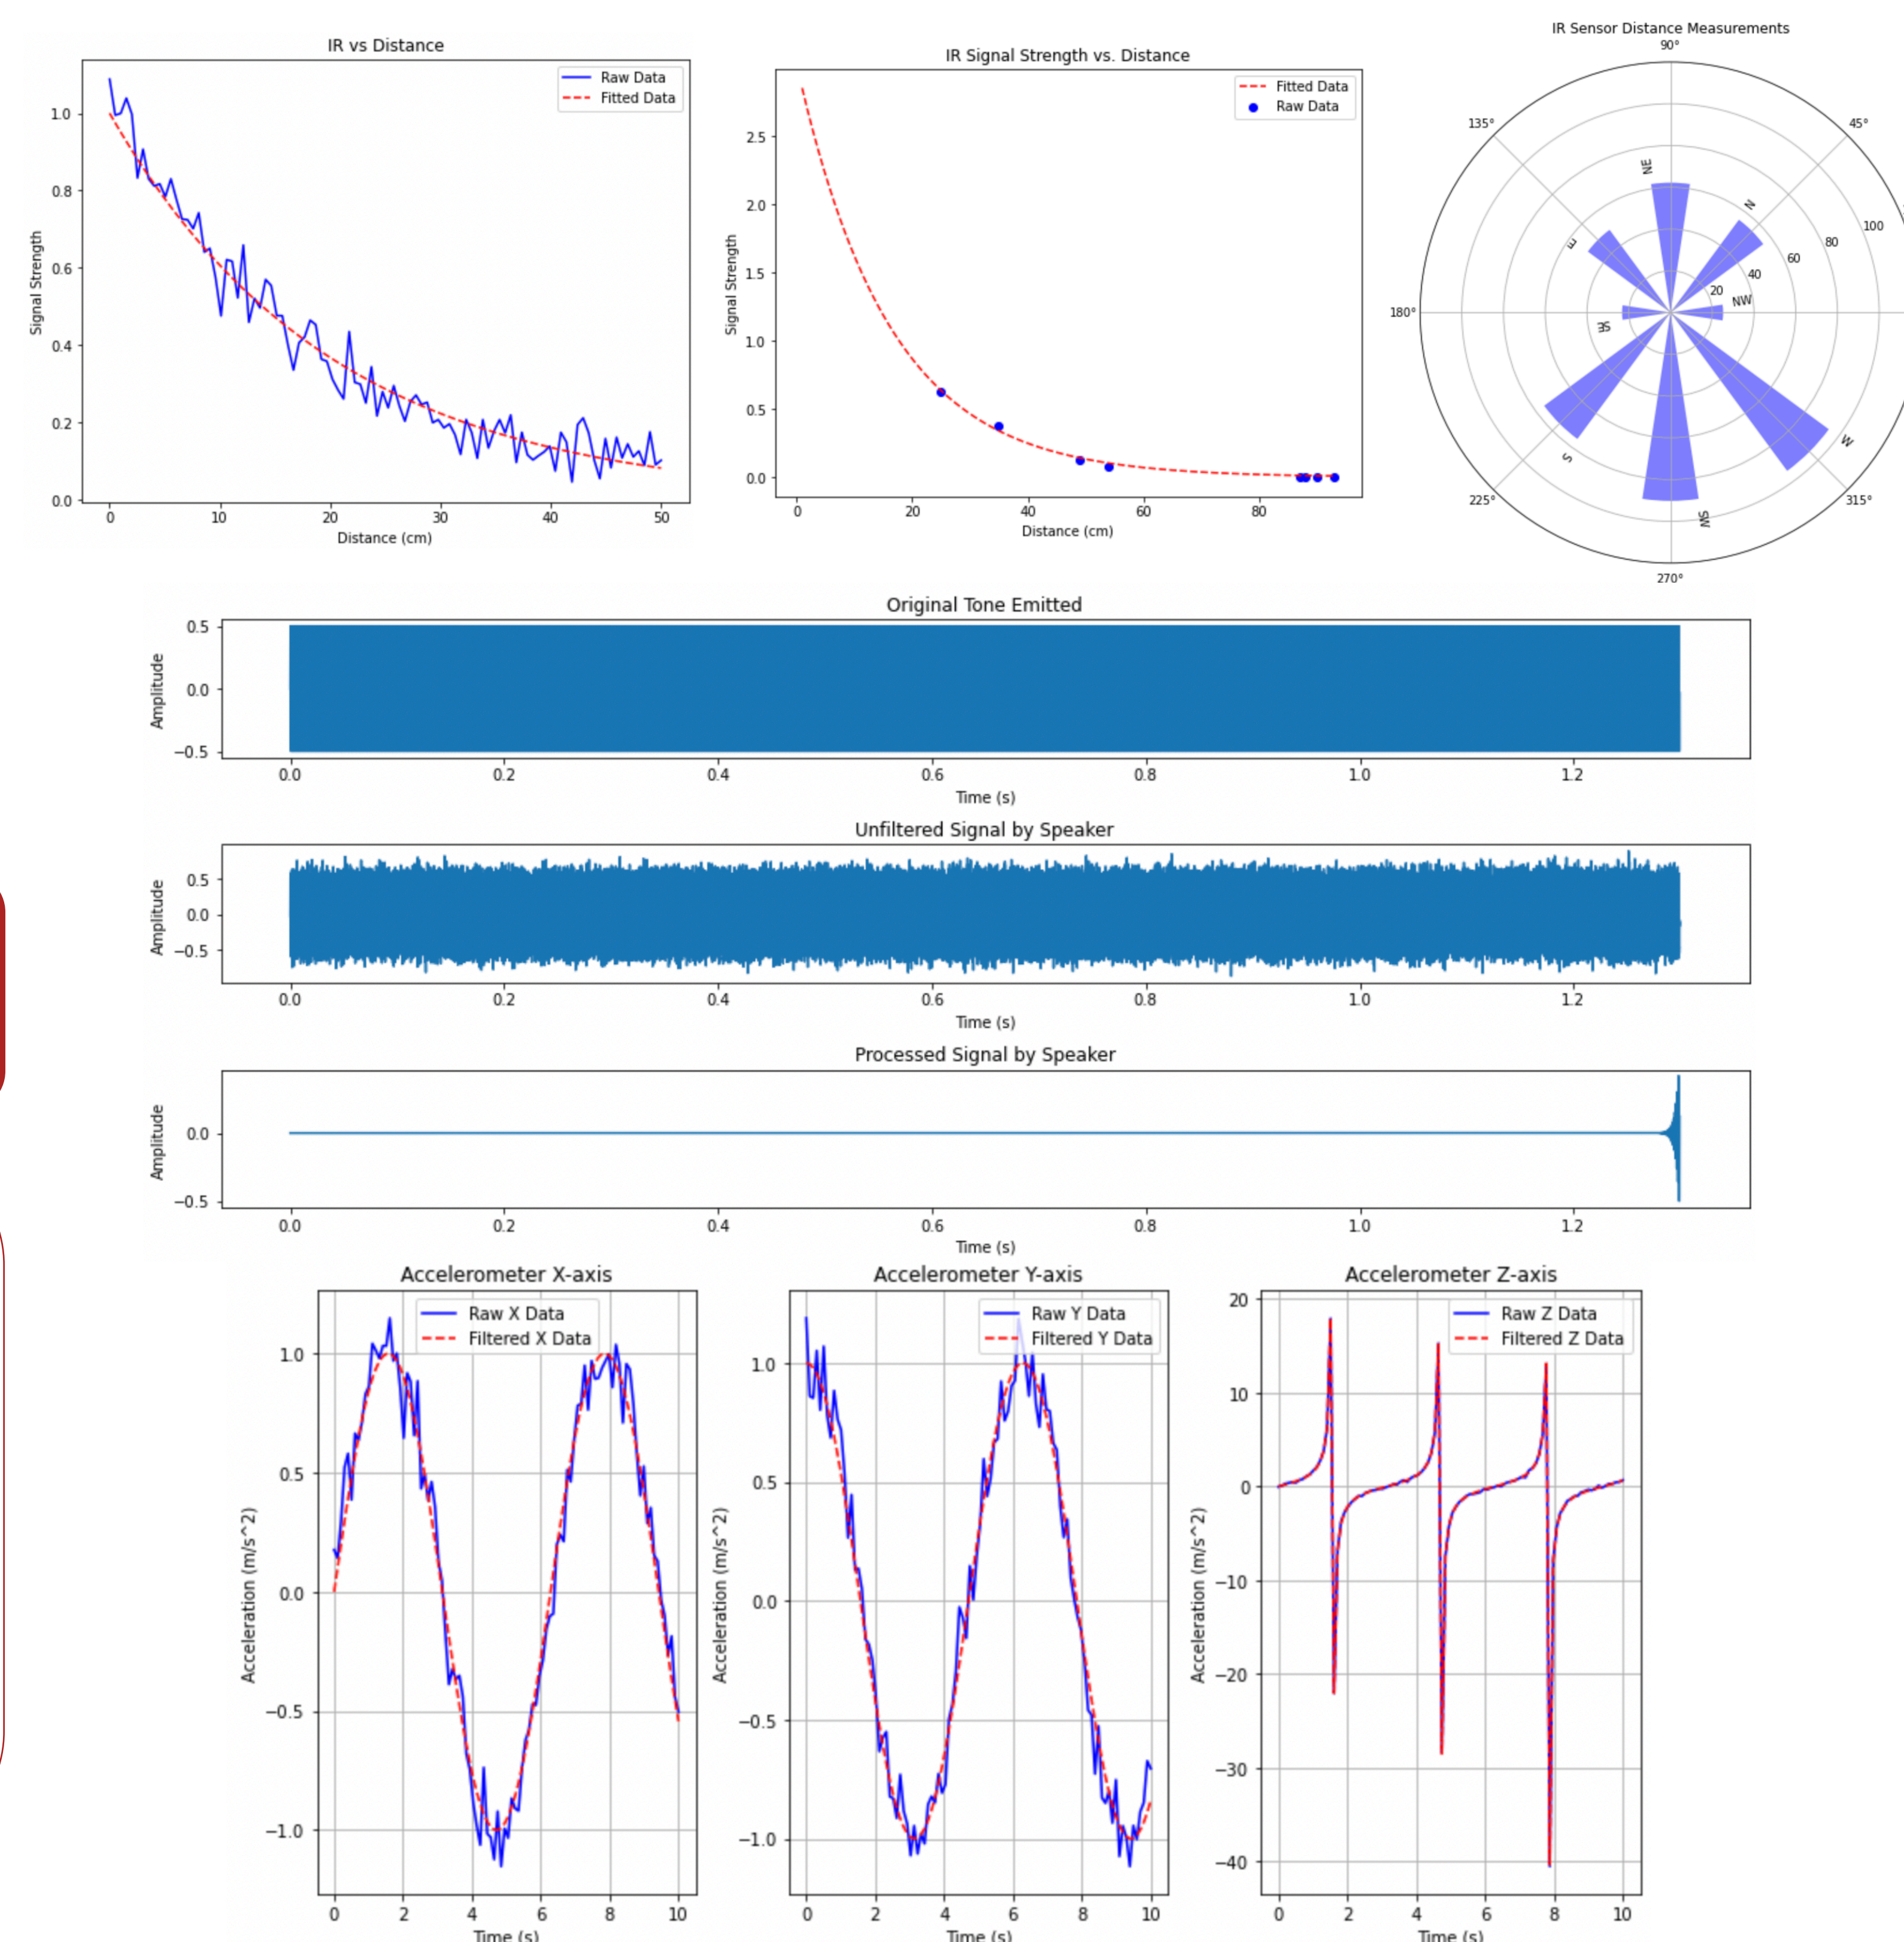 IR vs Distance
Raw Data
Fitted Data
Signal Strength
1.0
0.8
0.6
0.4
0.2
0.0
0 10 20 30 40 50
Distance (cm)
IR Signal Strength vs. Distance
Fitted Data
Raw Data
Signal Strength
2.5
2.0
1.5
1.0
0.5
0.0
0 20 40 60 80
Distance (cm)
IR Sensor Distance Measurements
90°
135° 45°
NE
N
E
100
80
60
40
20
NW
180°
SE
S
W
SW
225° 315°
270°
Original Tone Emitted
Amplitude
0.5
0.0
−0.5
0.0 0.2 0.4 0.6 0.8 1.0 1.2
Time (s)
Unfiltered Signal by Speaker
Amplitude
0.5
0.0
−0.5
0.0 0.2 0.4 0.6 0.8 1.0 1.2
Time (s)
Processed Signal by Speaker
Amplitude
0.0
−0.5
0.0 0.2 0.4 0.6 0.8 1.0 1.2
Time (s)
Accelerometer X-axis
Raw X Data
Filtered X Data
Acceleration (m/s^2)
1.0
0.5
0.0
−0.5
−1.0
0 2 4 6 8 10
Time (s)
Accelerometer Y-axis
Raw Y Data
Filtered Y Data
Acceleration (m/s^2)
1.0
0.5
0.0
−0.5
−1.0
0 2 4 6 8 10
Time (s)
Accelerometer Z-axis
Raw Z Data
Filtered Z Data
Acceleration (m/s^2)
20
10
0
−10
−20
−30
−40
0 2 4 6 8 10
Time (s)